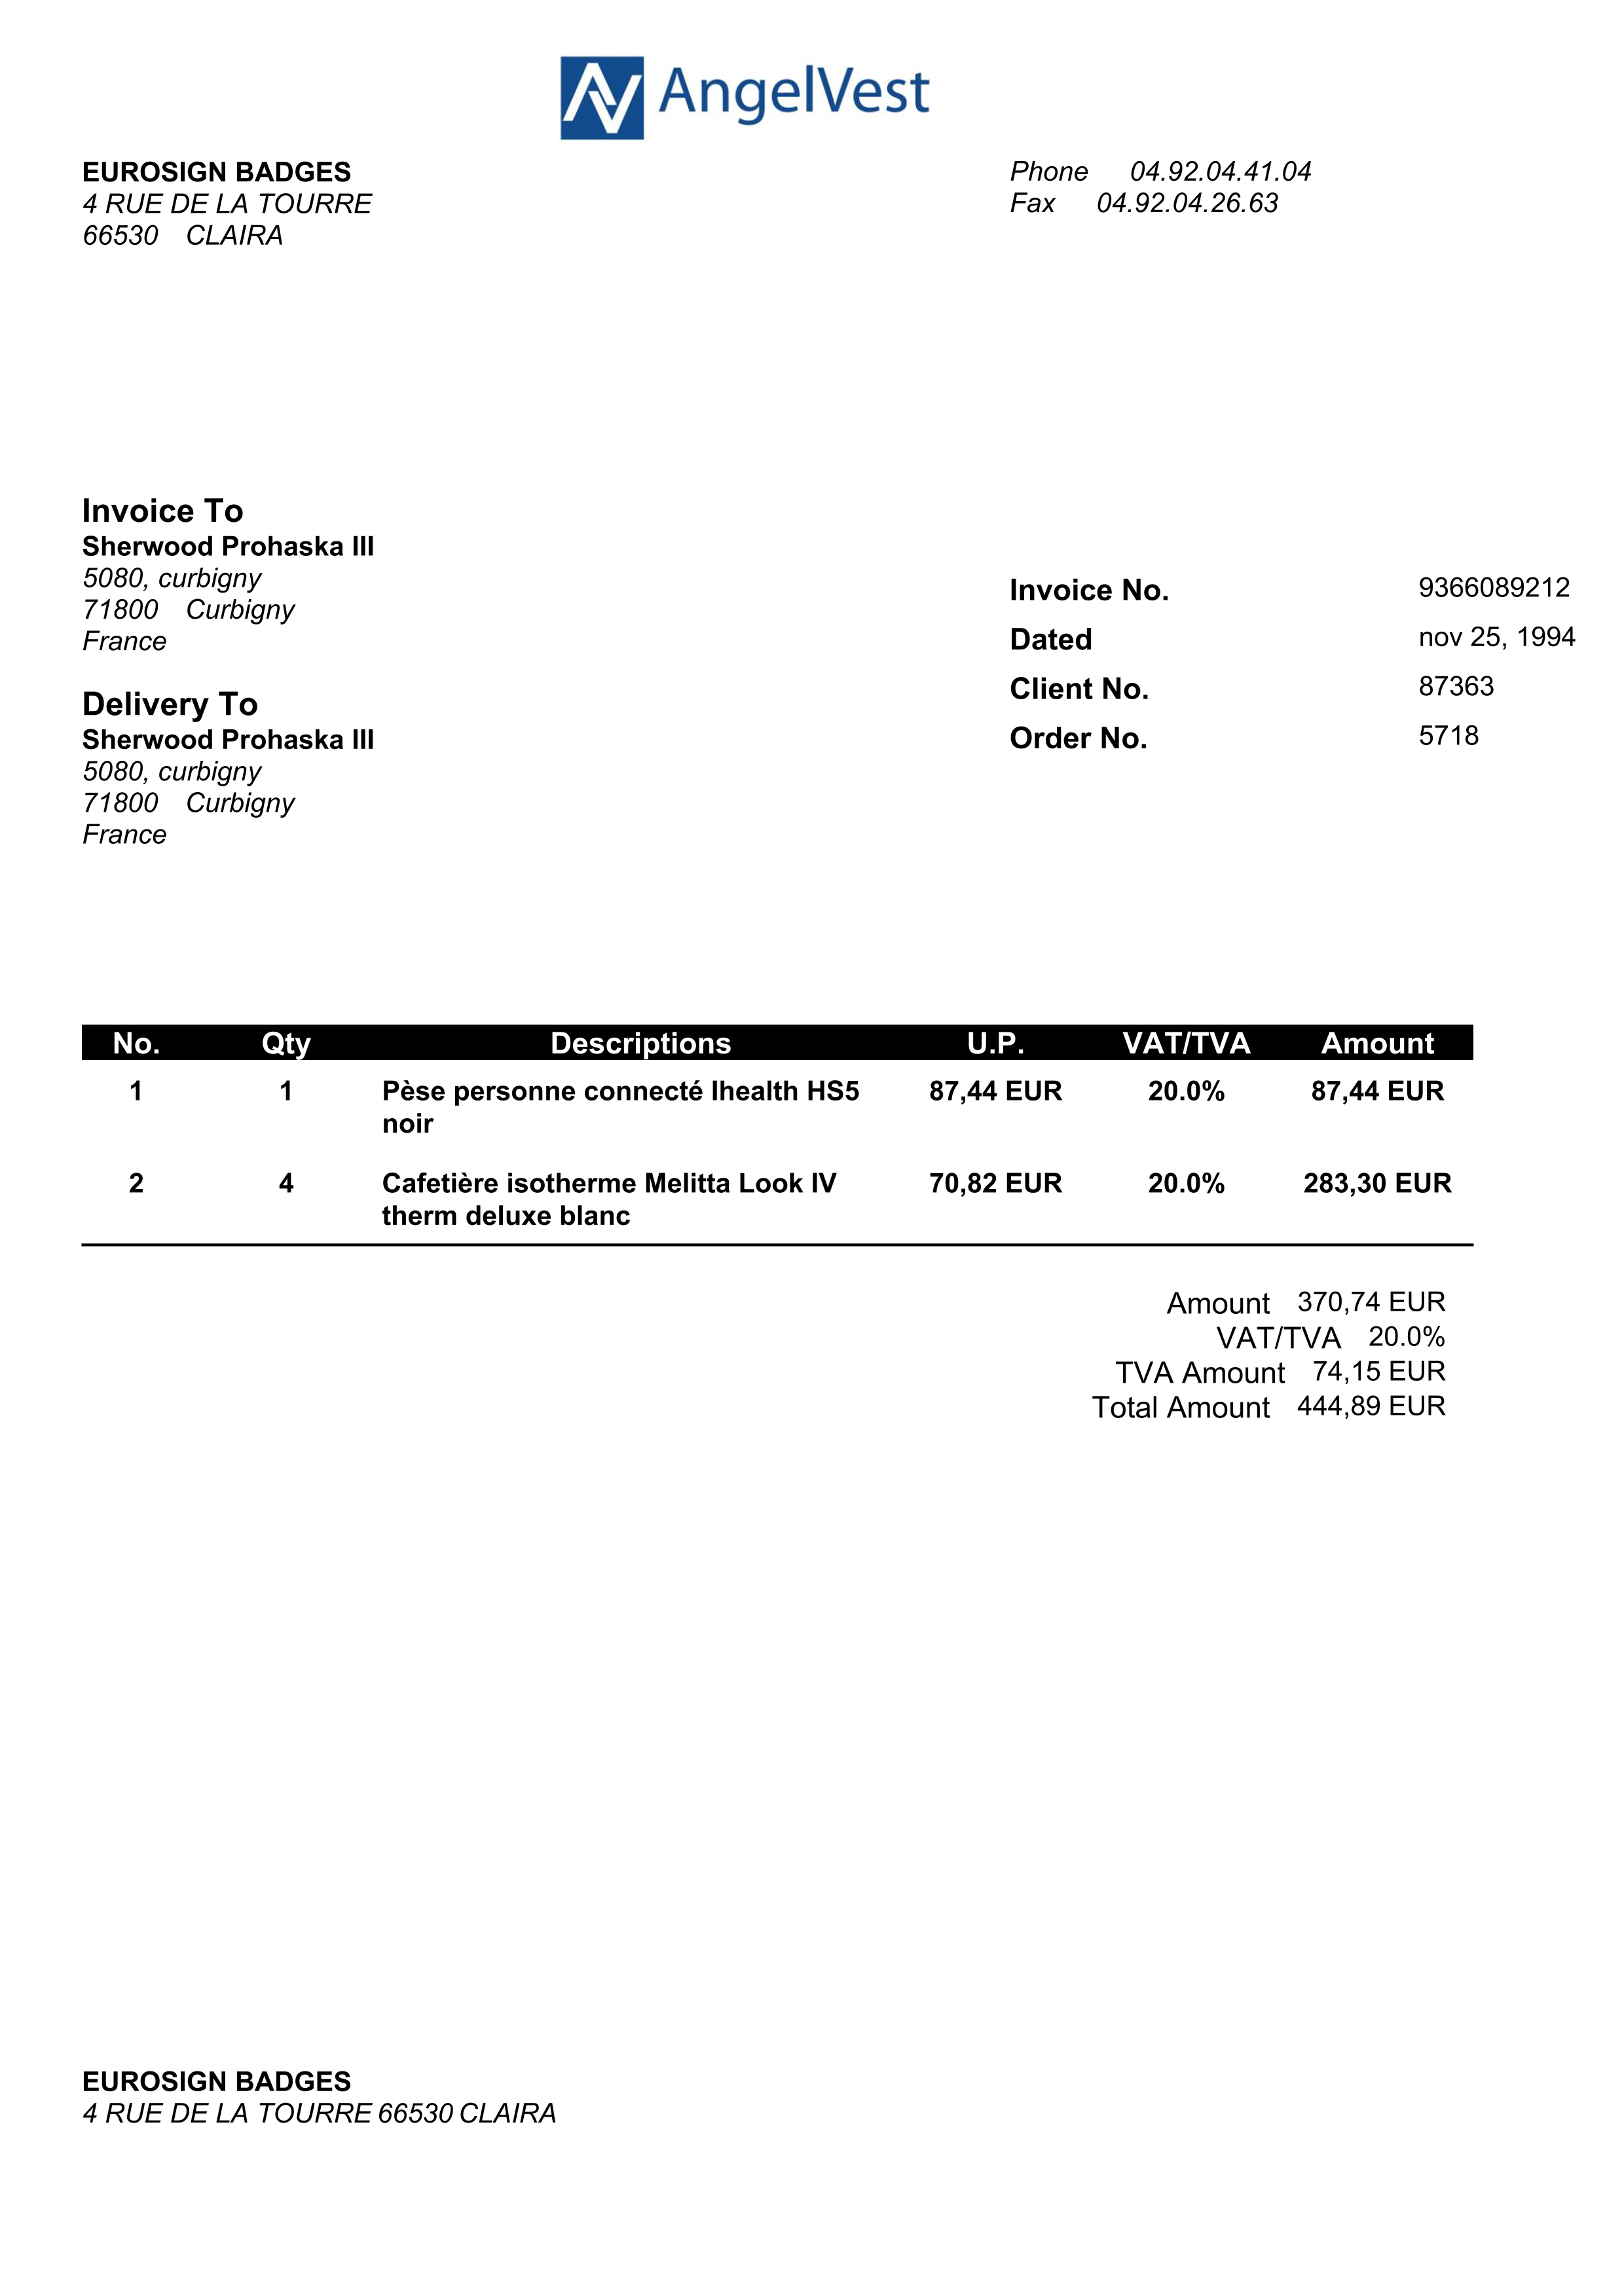 AngelVest
EUROSIGN BADGES
4 RUE DE LA TOURRE
66530 CLAIRA
Phone 04.92.04.41.04
Fax 04.92.04.26.63
Invoice To
Sherwood Prohaska III
5080, curbigny
71800 Curbigny
France
Delivery To
Sherwood Prohaska III
5080, curbigny
71800 Curbigny
France
Invoice No. 9366089212
Dated nov 25, 1994
Client No. 87363
Order No. 5718
No. Qty Descriptions U.P. VAT/TVA Amount
1 1 Pèse personne connecté Ihealth HS5 87,44 EUR 20.0% 87,44 EUR
noir
2 4 Cafetière isotherme Melitta Look IV 70,82 EUR 20.0% 283,30 EUR
therm deluxe blanc
Amount 370,74 EUR
VAT/TVA 20.0%
TVA Amount 74,15 EUR
Total Amount 444,89 EUR
EUROSIGN BADGES
4 RUE DE LA TOURRE 66530 CLAIRA